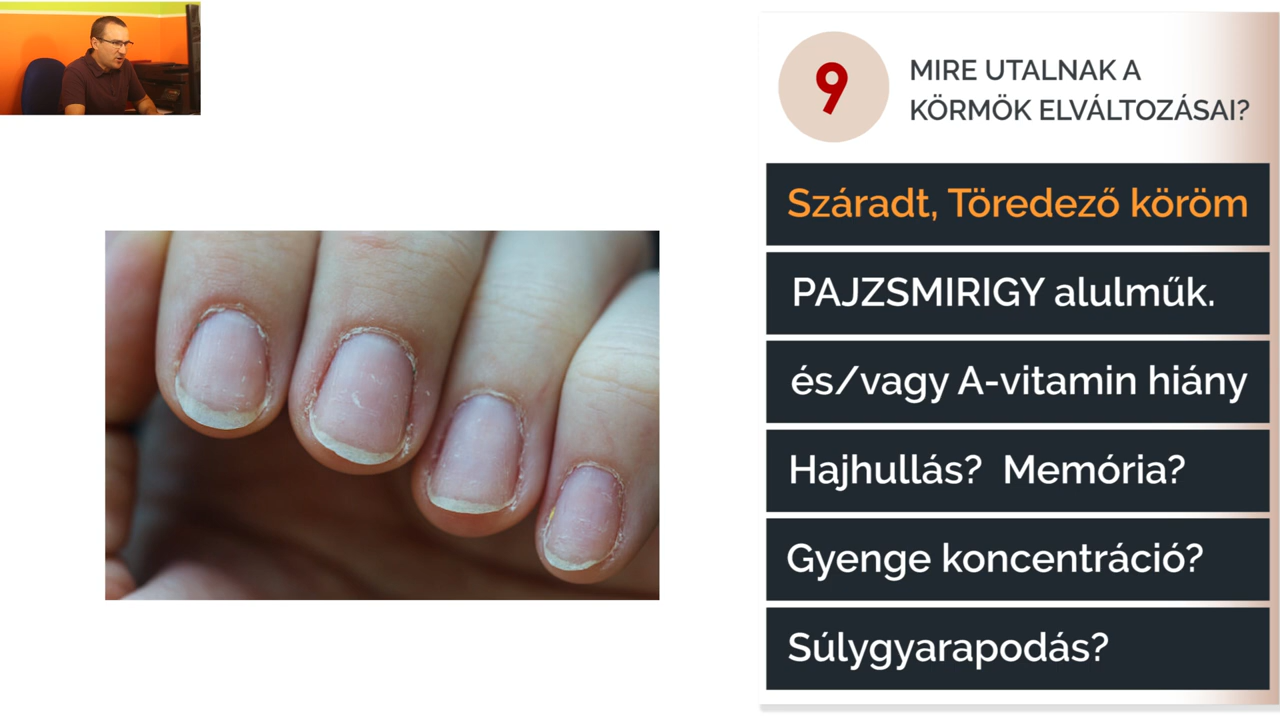 9
MIRE UTALNAK A
KÖRMÖK ELVÁLTOZÁSAI?
Száradt, Töredező köröm
PAJZSMIRIGY alulműk.
és/vagy A-vitamin hiány
Hajhullás? Memória?
Gyenge koncentráció?
Súlygyarapodás?